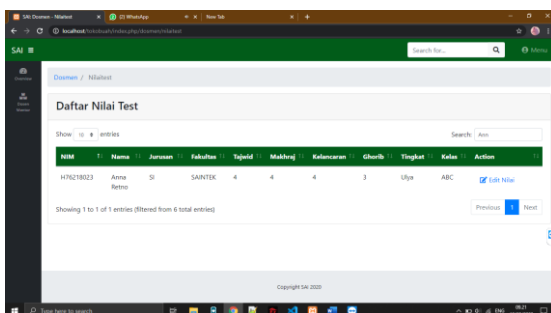 SAI: Dosmen - Nilaitest
(2) WhatsApp
New Tab
localhost/tokobuah/index.php/dosmen/nilaitest
SAI
Search for...
Menu
Overview
Dosmen / Nilaitest
Daftar Nilai Test
Show 10 entries
Search: Ann
NIM Nama Jurusan Fakultas Tajwid Makhraj Kelancaran Ghorib Tingkat Kelas Action
H76218023 Anna Retno SI SAINTEK 4 4 4 3 Ulya ABC Edit Nilai
Showing 1 to 1 of 1 entries (filtered from 6 total entries)
Previous 1 Next
Copyright SAI 2020
Type here to search
ENG
08.21